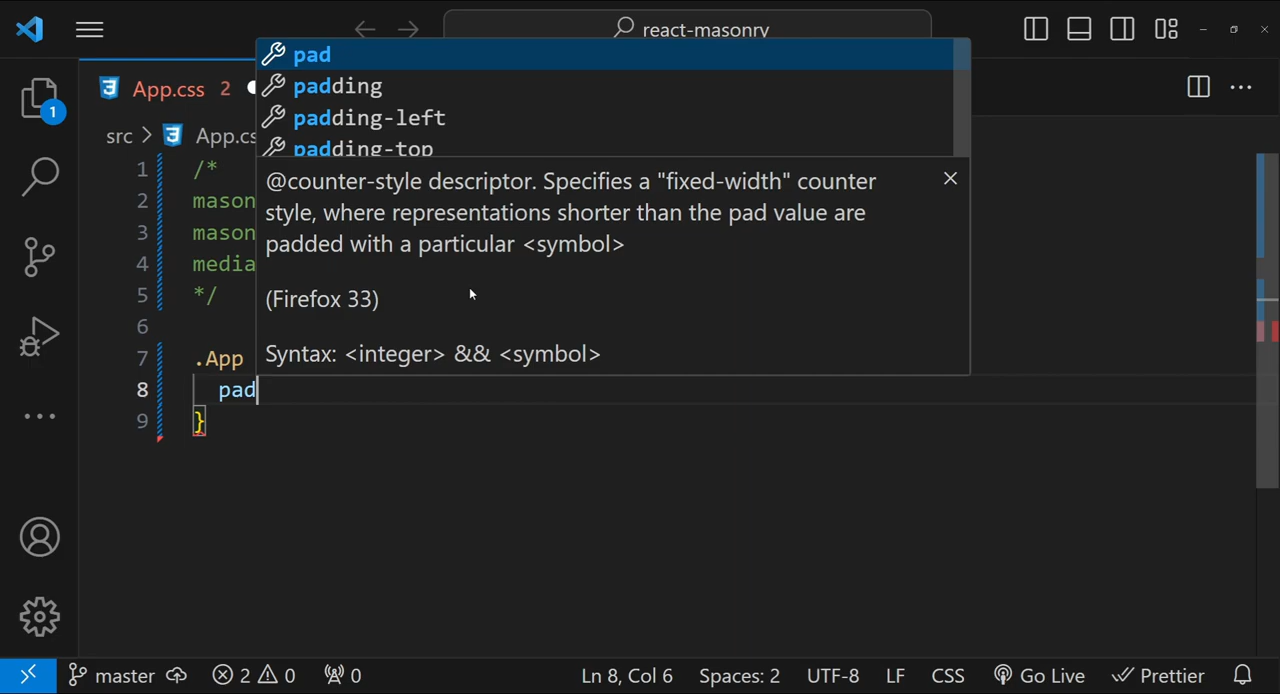 react-masonry
App.css 2
src > App.cs
pad
padding
padding-left
padding-top
@counter-style descriptor. Specifies a "fixed-width" counter
style, where representations shorter than the pad value are
padded with a particular <symbol>
(Firefox 33)
Syntax: <integer> && <symbol>
1 /*
2 mason
3 mason
4 media
5 */
6
7 .App
8 pad
9 }
1
master 2 0 0 Ln 8, Col 6 Spaces: 2 UTF-8 LF CSS Go Live Prettier